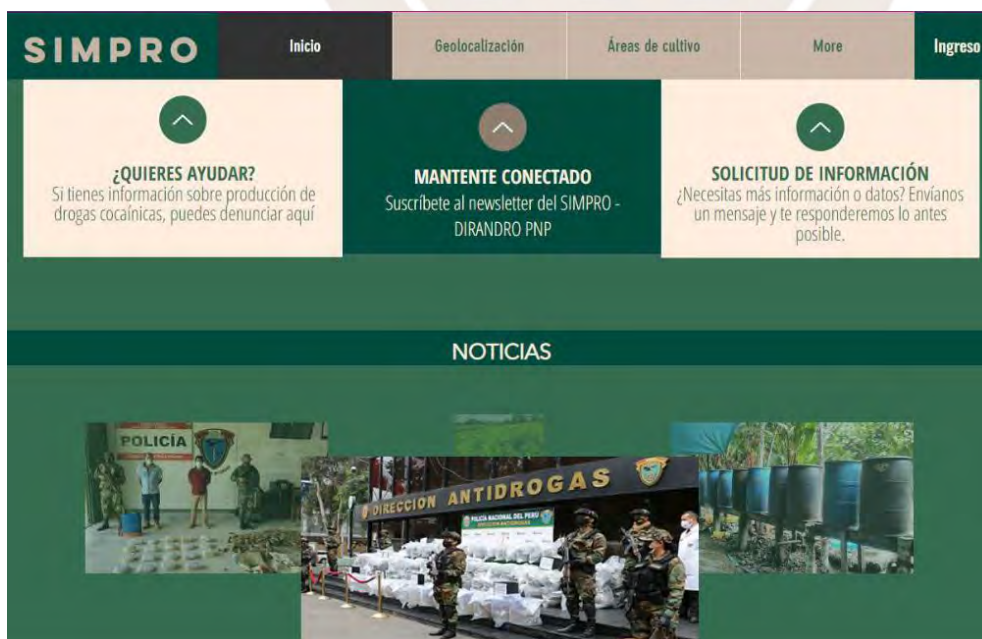 SIMPRO
Inicio
Geolocalización
Áreas de cultivo
More
Ingreso
¿QUIERES AYUDAR?
Si tienes información sobre producción de
drogas cocaínicas, puedes denunciar aquí
MANTENTE CONECTADO
Suscríbete al newsletter del SIMPRO -
DIRANDRO PNP
SOLICITUD DE INFORMACIÓN
¿Necesitas más información o datos? Envíanos
un mensaje y te responderemos lo antes
posible.
NOTICIAS
POLICÍA
DIRECCION ANTIDROGAS
POLICÍA NACIONAL DEL PERÚ